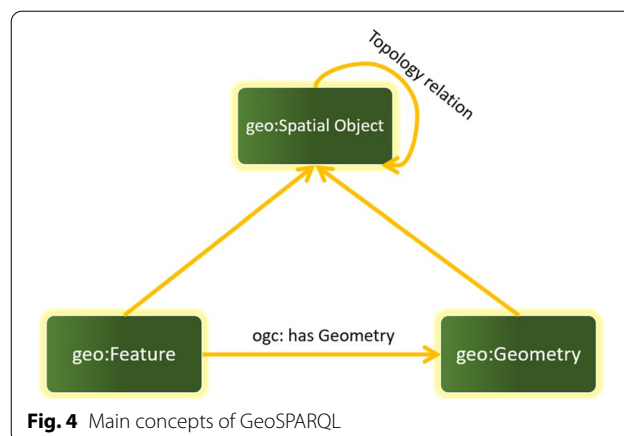 Topology relation
geo:Spatial Object
ogc: has Geometry
geo:Feature
geo:Geometry
Fig. 4 Main concepts of GeoSPARQL